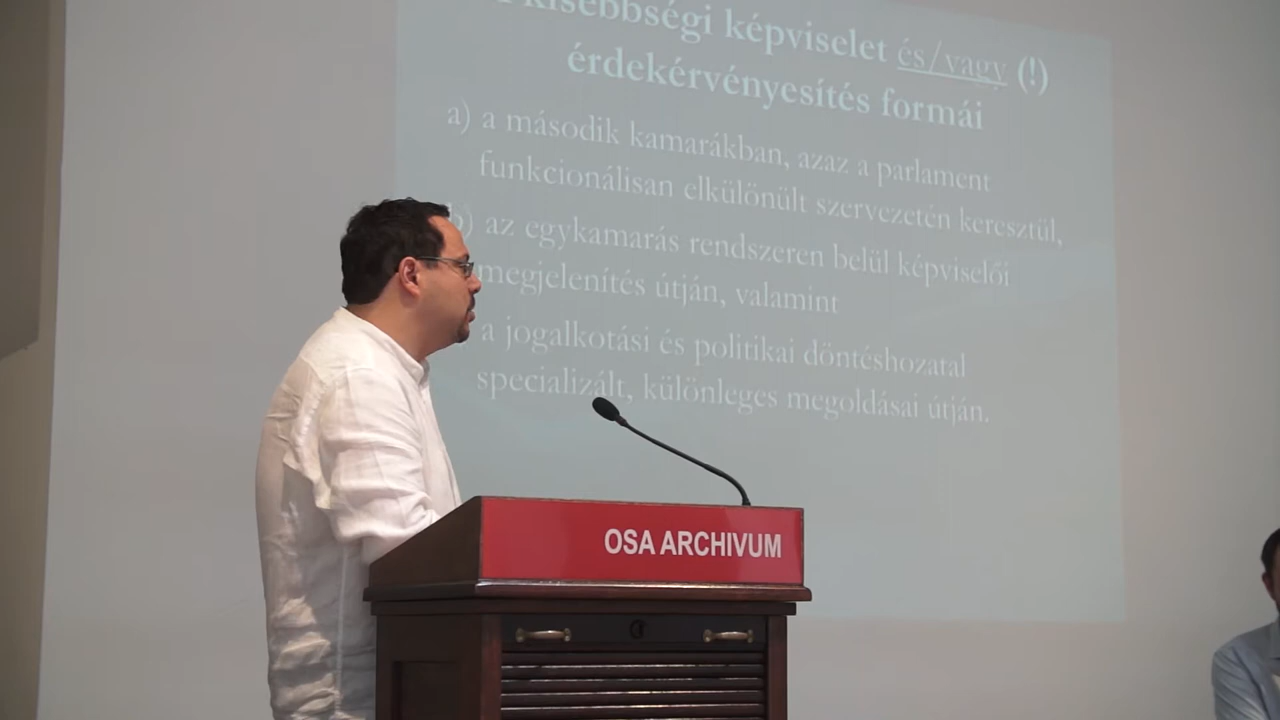 kisebbségi képviselet és/vagy (!)
érdekérvényesítés formái
a) a második kamarákban, azaz a parlament
funkcionálisan elkülönült szervezetén keresztül,
b) az egykamarás rendszeren belül képviselői
megjelenítés útján, valamint
a jogalkotási és politikai döntéshozatal
specializált, különleges megoldásai útján.
OSA ARCHIVUM